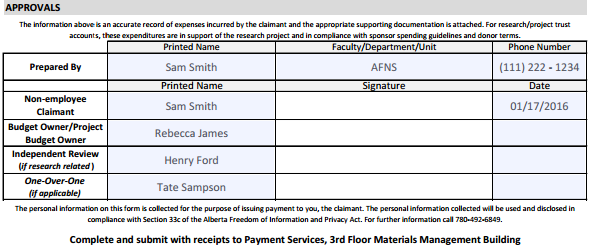 APPROVALS
The information above is an accurate record of expenses incurred by the claimant and the appropriate supporting documentation is attached. For research/project trust
accounts, these expenditures are in support of the research project and in compliance with sponsor spending guidelines and donor terms.
Printed Name Faculty/Department/Unit Phone Number
Prepared By Sam Smith AFNS (111) 222 - 1234
Printed Name Signature Date
Non-employee
Claimant Sam Smith 01/17/2016
Budget Owner/Project
Budget Owner Rebecca James
Independent Review
(if research related) Henry Ford
One-Over-One
(if applicable) Tate Sampson
The personal information on this form is collected for the purpose of issuing payment to you, the claimant. The personal information collected will be used and disclosed in
compliance with Section 33c of the Alberta Freedom of Information and Privacy Act. For further information call 780-492-6849.
Complete and submit with receipts to Payment Services, 3rd Floor Materials Management Building